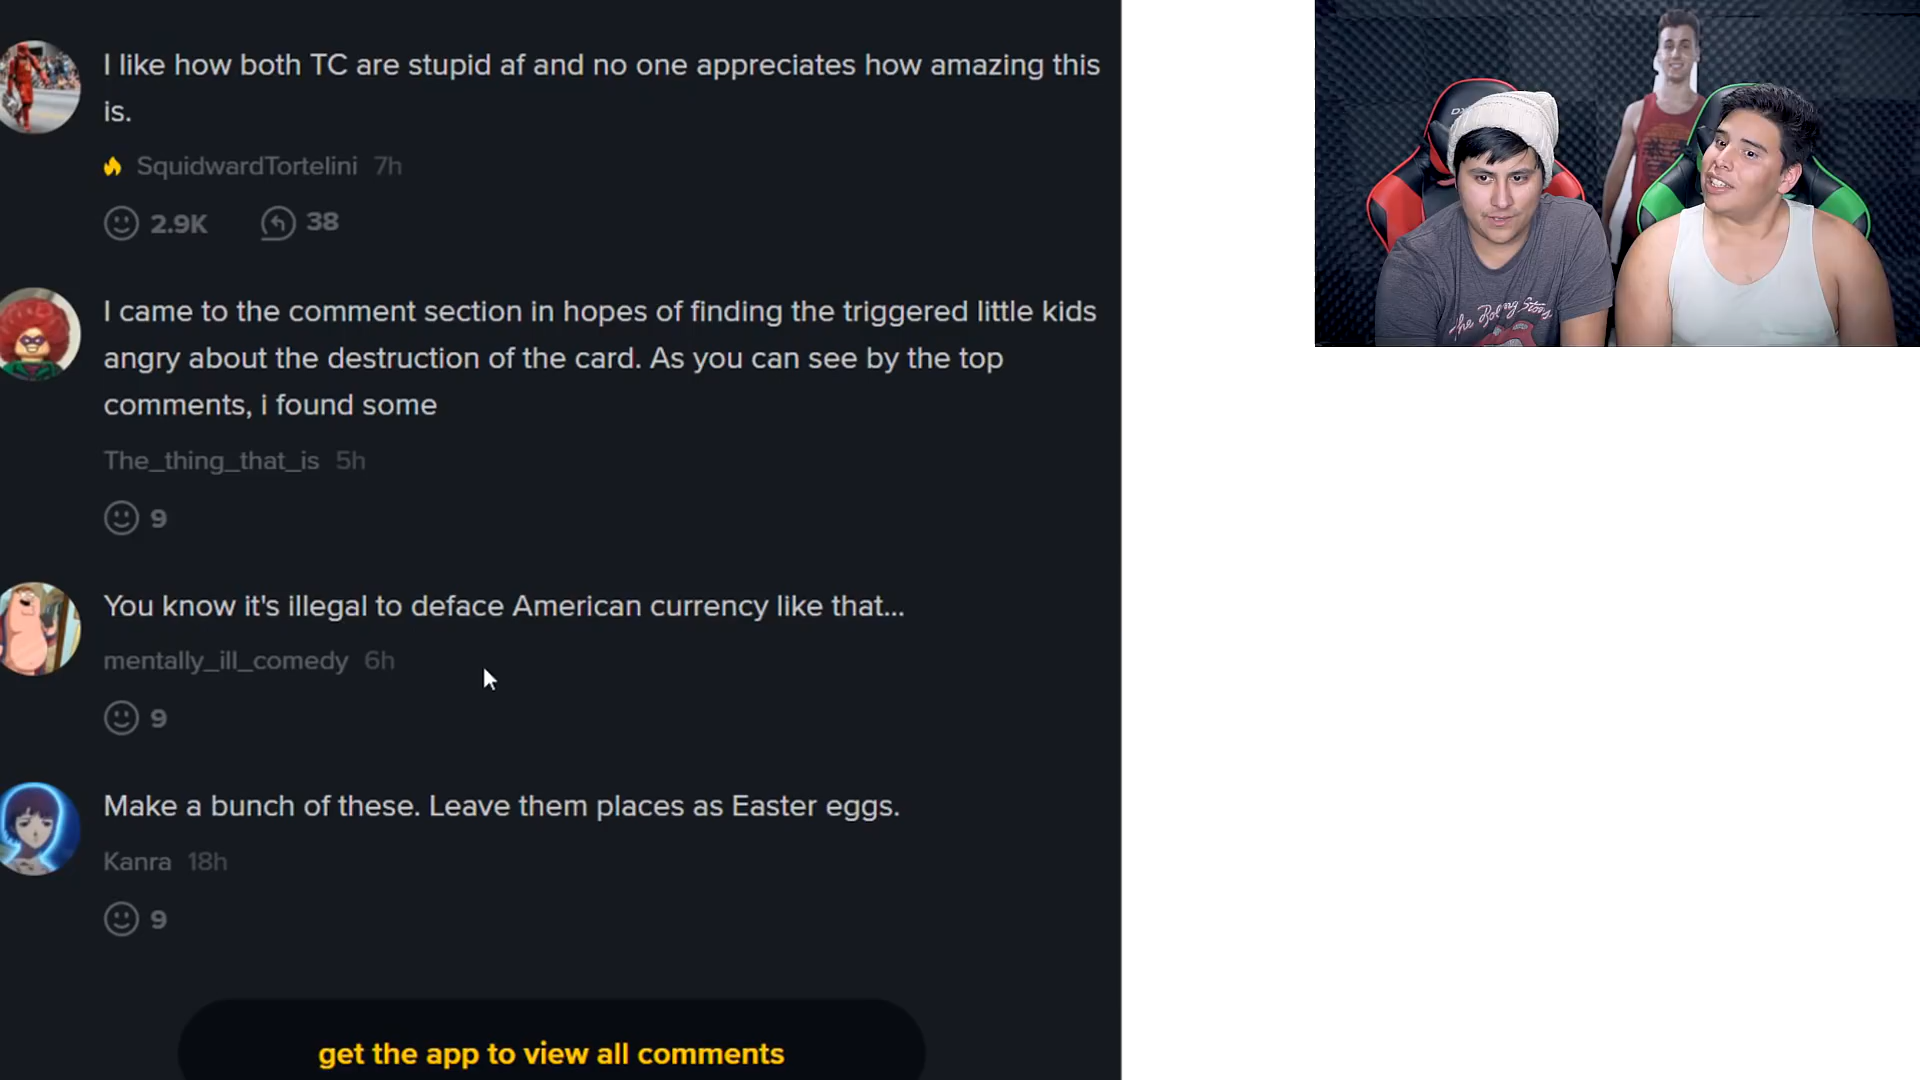 I like how both TC are stupid af and no one appreciates how amazing this
is.
SquidwardTortelini 7h
2.9K 38
I came to the comment section in hopes of finding the triggered little kids
angry about the destruction of the card. As you can see by the top
comments, i found some
The_thing_that_is 5h
9
You know it's illegal to deface American currency like that...
mentally_ill_comedy 6h
9
Make a bunch of these. Leave them places as Easter eggs.
Kanra 18h
9
get the app to view all comments
The Rolling Stones